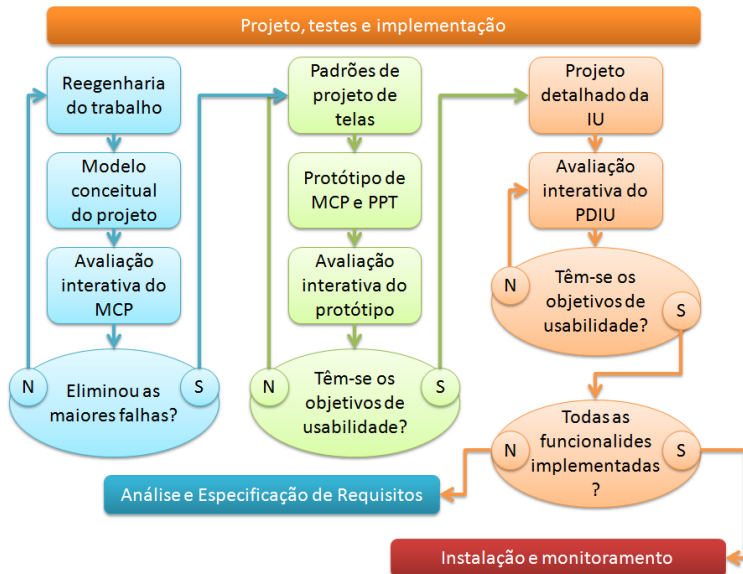 Projeto, testes e implementação
Reegenharia
do trabalho
Modelo
conceitual
do projeto
Avaliação
interativa do
MCP
N
Eliminou as
maiores falhas?
S
Padrões de
projeto de
telas
Protótipo de
MCP e PPT
Avaliação
interativa do
protótipo
N
Têm-se os
objetivos de
usabilidade?
S
Projeto
detalhado da
IU
Avaliação
interativa do
PDIU
N
Têm-se os
objetivos de
usabilidade?
S
N
Todas as
funcionalides
implementadas
?
S
Análise e Especificação de Requisitos
Instalação e monitoramento